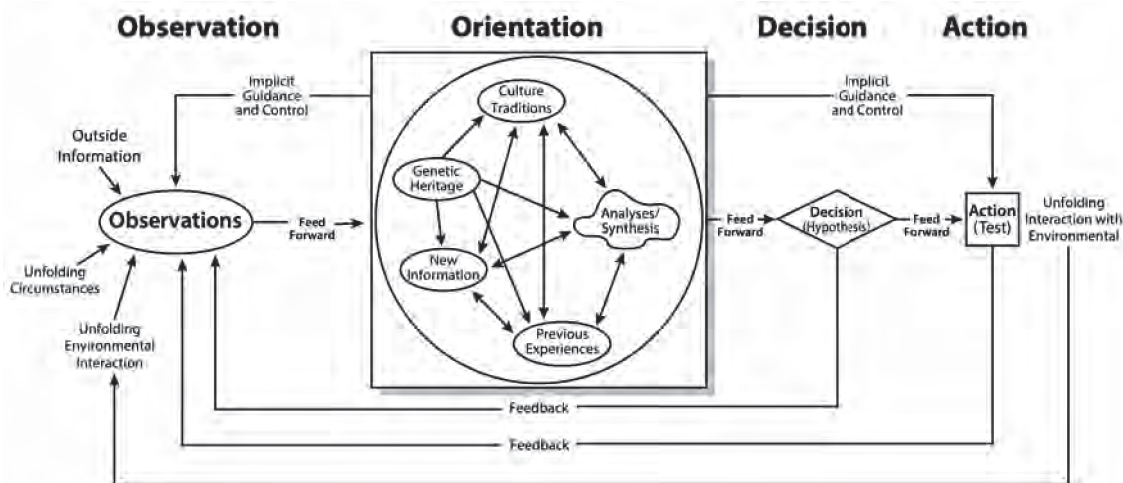 Observation
Orientation
Decision
Action
Implicit
Guidance
and Control
Outside
Information
Observations
Unfolding
Circumstances
Unfolding
Environmental
Interaction
Feed
Forward
Culture
Traditions
Genetic
Heritage
Analyses/
Synthesis
New
Information
Previous
Experiences
Feed
Forward
Decision
(Hypothesis)
Feed
Forward
Implicit
Guidance
and Control
Action
(Test)
Unfolding
Interaction with
Environmental
Feedback
Feedback